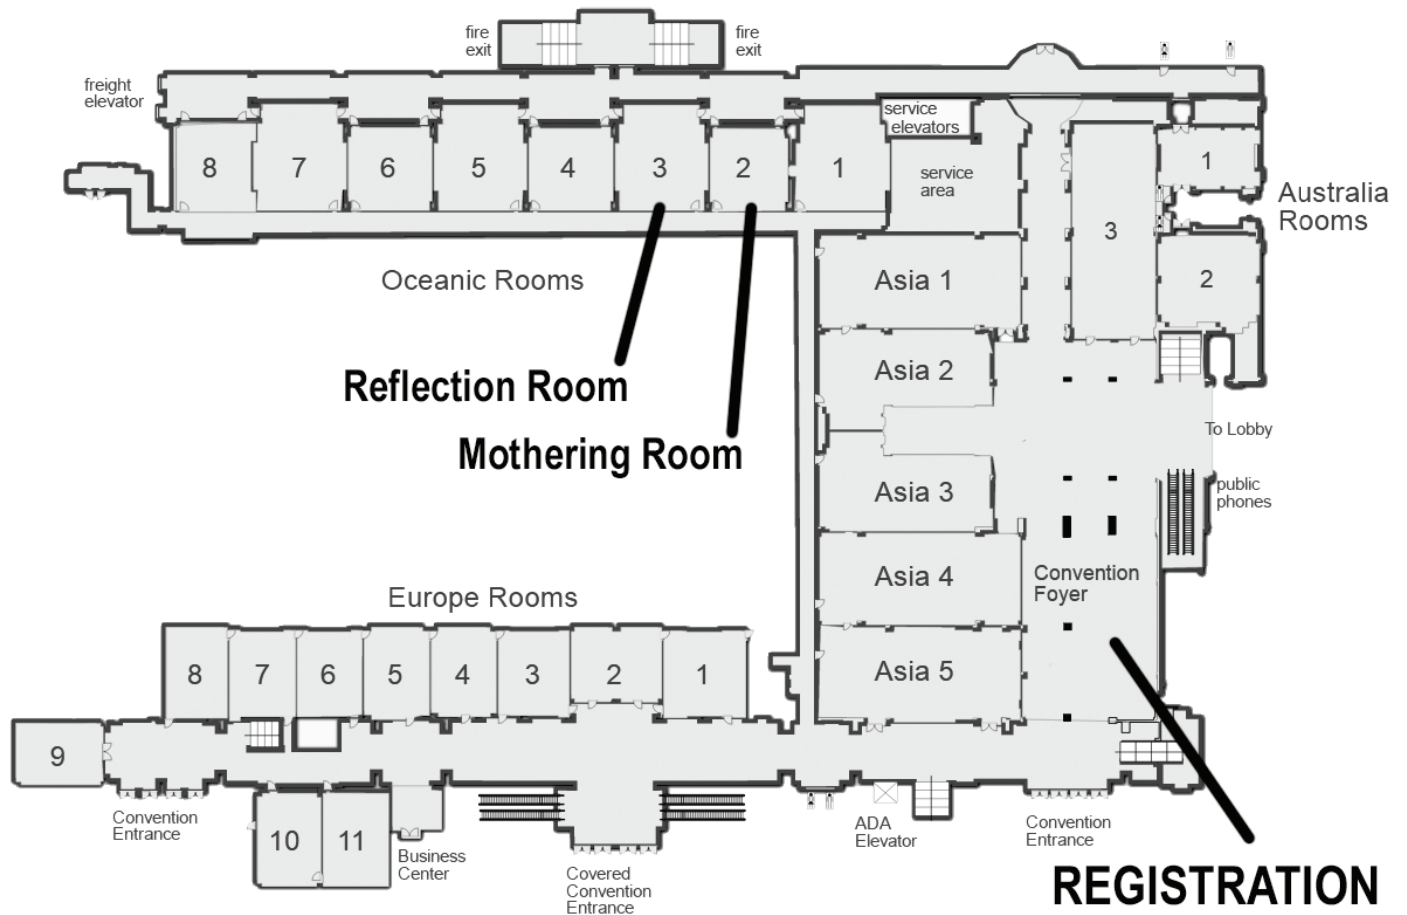 fire
exit
fire
exit
freight
elevator
service
elevators
8
7
6
5
4
3
2
1
service
area
1
Australia
Rooms
3
2
Oceanic Rooms
Asia 1
Reflection Room
Asia 2
Mothering Room
To Lobby
Asia 3
public
phones
Asia 4
Convention
Foyer
Europe Rooms
8
7
6
5
4
3
2
1
Asia 5
9
Convention
Entrance
10
11
Business
Center
Covered
Convention
Entrance
ADA
Elevator
Convention
Entrance
REGISTRATION